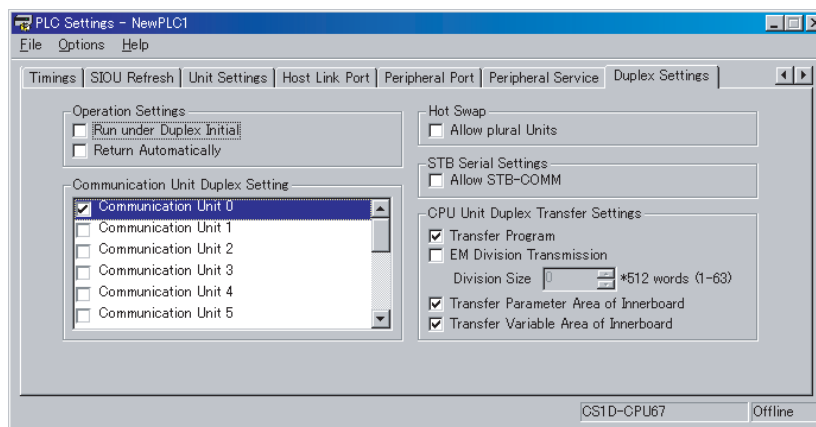 PLC Settings - NewPLC1
File Options Help
Timings SIOU Refresh Unit Settings Host Link Port Peripheral Port Peripheral Service Duplex Settings
Operation Settings
Run under Duplex Initial
Return Automatically
Communication Unit Duplex Setting
Communication Unit 0
Communication Unit 1
Communication Unit 2
Communication Unit 3
Communication Unit 4
Communication Unit 5
Hot Swap
Allow plural Units
STB Serial Settings
Allow STB-COMM
CPU Unit Duplex Transfer Settings
Transfer Program
EM Division Transmission
Division Size 0 *512 words (1-63)
Transfer Parameter Area of Innerboard
Transfer Variable Area of Innerboard
CS1D-CPU67 Offline